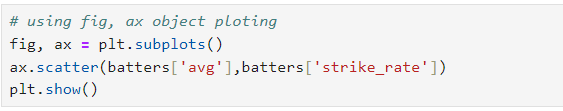 # using fig, ax object ploting
fig, ax = plt.subplots()
ax.scatter(batters['avg'],batters['strike_rate'])
plt.show()